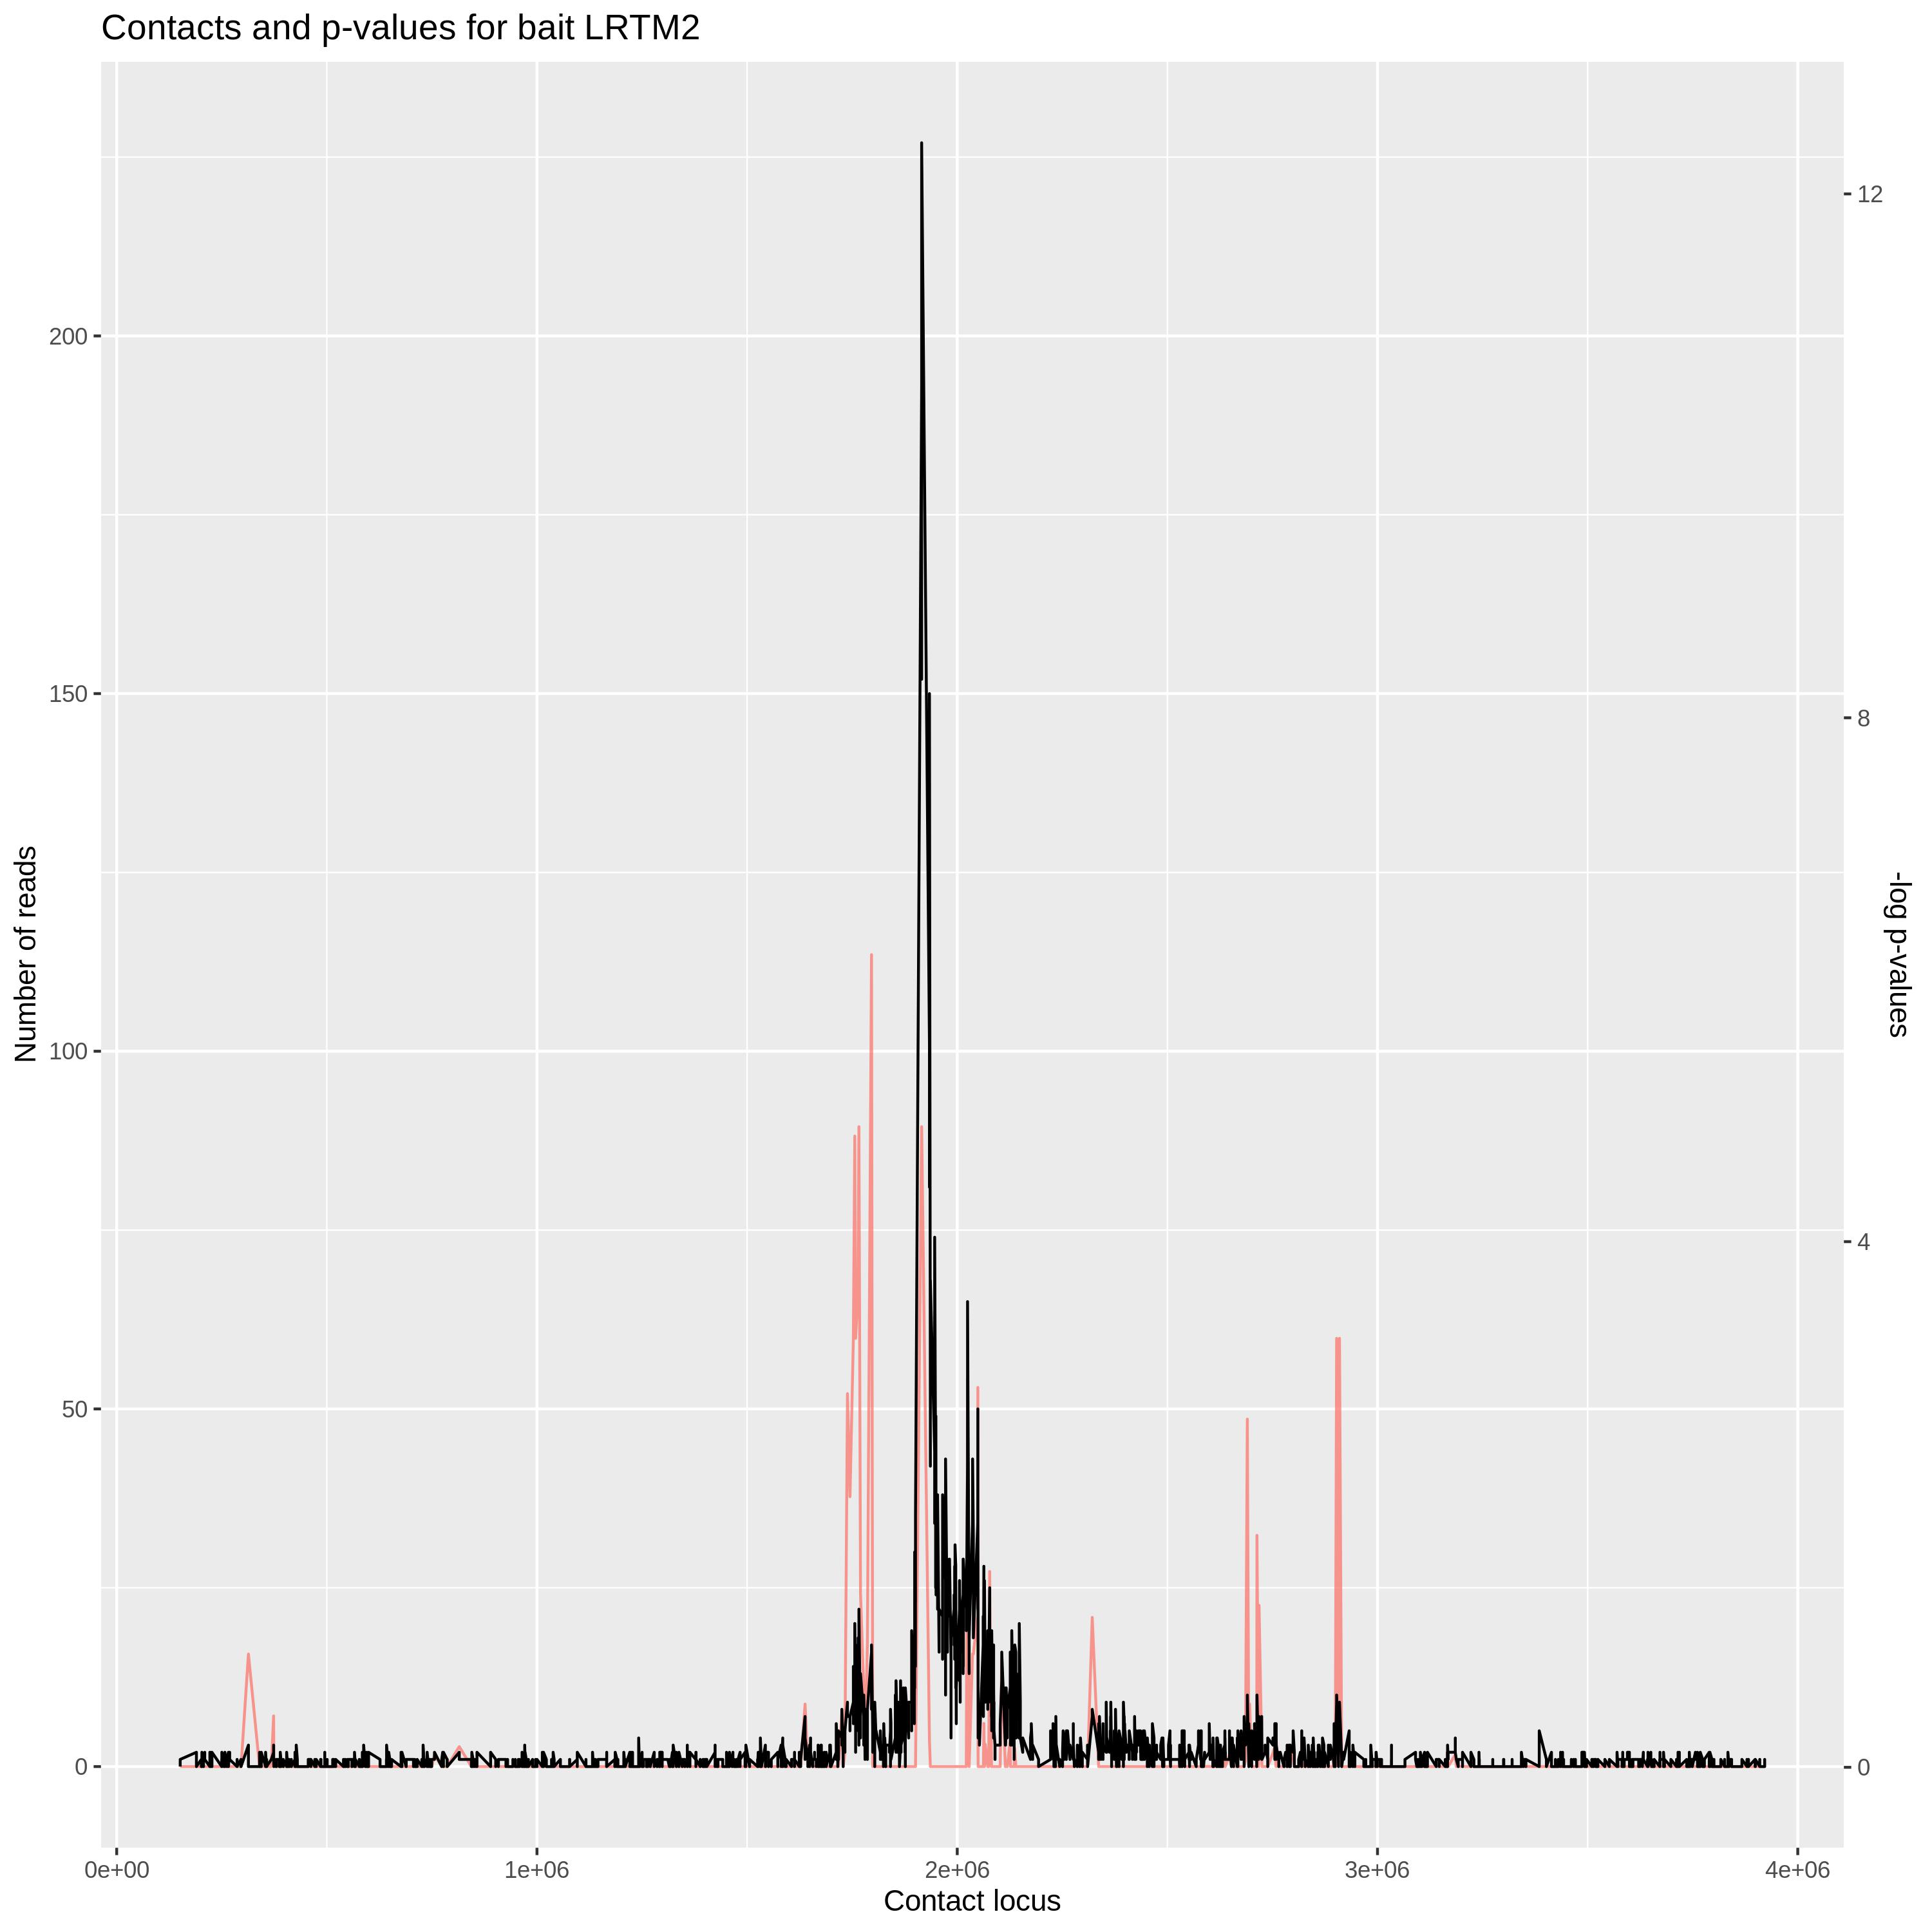 Contacts and p-values for bait LRTM2
Number of reads
200
150
100
50
0
12
8
4
0
-log p-values
0e+00
1e+06
2e+06
3e+06
4e+06
Contact locus